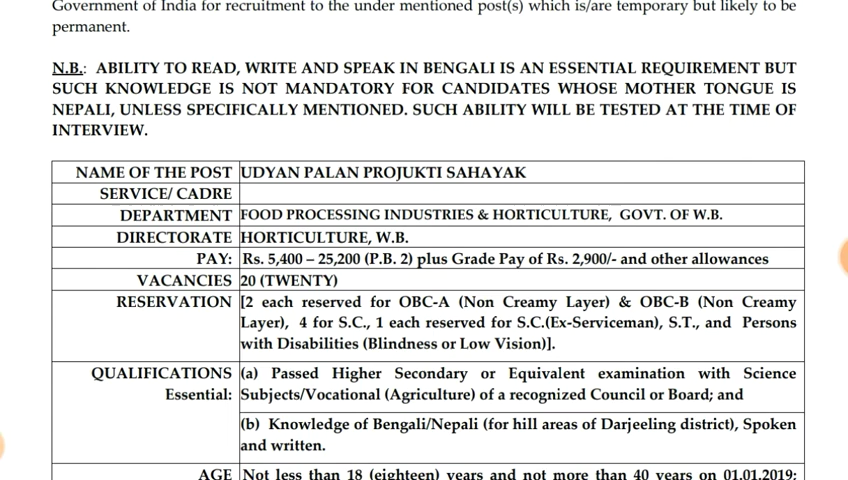 Government of India for recruitment to the under mentioned post(s) which is/are temporary but likely to be
permanent.
N.B.: ABILITY TO READ, WRITE AND SPEAK IN BENGALI IS AN ESSENTIAL REQUIREMENT BUT
SUCH KNOWLEDGE IS NOT MANDATORY FOR CANDIDATES WHOSE MOTHER TONGUE IS
NEPALI, UNLESS SPECIFICALLY MENTIONED. SUCH ABILITY WILL BE TESTED AT THE TIME OF
INTERVIEW.
NAME OF THE POST UDYAN PALAN PROJUKTI SAHAYAK
SERVICE/ CADRE
DEPARTMENT FOOD PROCESSING INDUSTRIES & HORTICULTURE, GOVT. OF W.B.
DIRECTORATE HORTICULTURE, W.B.
PAY: Rs. 5,400 – 25,200 (P.B. 2) plus Grade Pay of Rs. 2,900/- and other allowances
VACANCIES 20 (TWENTY)
RESERVATION [2 each reserved for OBC-A (Non Creamy Layer) & OBC-B (Non Creamy
Layer), 4 for S.C., 1 each reserved for S.C.(Ex-Serviceman), S.T., and Persons
with Disabilities (Blindness or Low Vision)].
QUALIFICATIONS (a) Passed Higher Secondary or Equivalent examination with Science
Essential: Subjects/Vocational (Agriculture) of a recognized Council or Board; and
(b) Knowledge of Bengali/Nepali (for hill areas of Darjeeling district), Spoken
and written.
AGE Not less than 18 (eighteen) years and not more than 40 years on 01.01.2019;